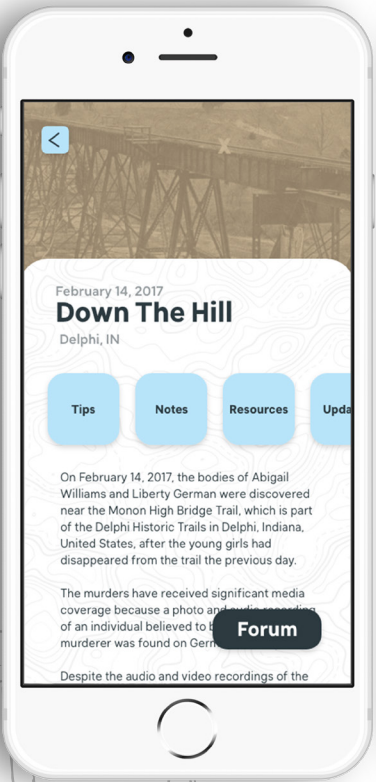 February 14, 2017
Down The Hill
Delphi, IN
Tips
Notes
Resources
Upda
On February 14, 2017, the bodies of Abigail
Williams and Liberty German were discovered
near the Monon High Bridge Trail, which is part
of the Delphi Historic Trails in Delphi, Indiana,
United States, after the young girls had
disappeared from the trail the previous day.
The murders have received significant media
coverage because a photo and audio recording
of an individual believed to b
murderer was found on Germ
Forum
Despite the audio and video recordings of the